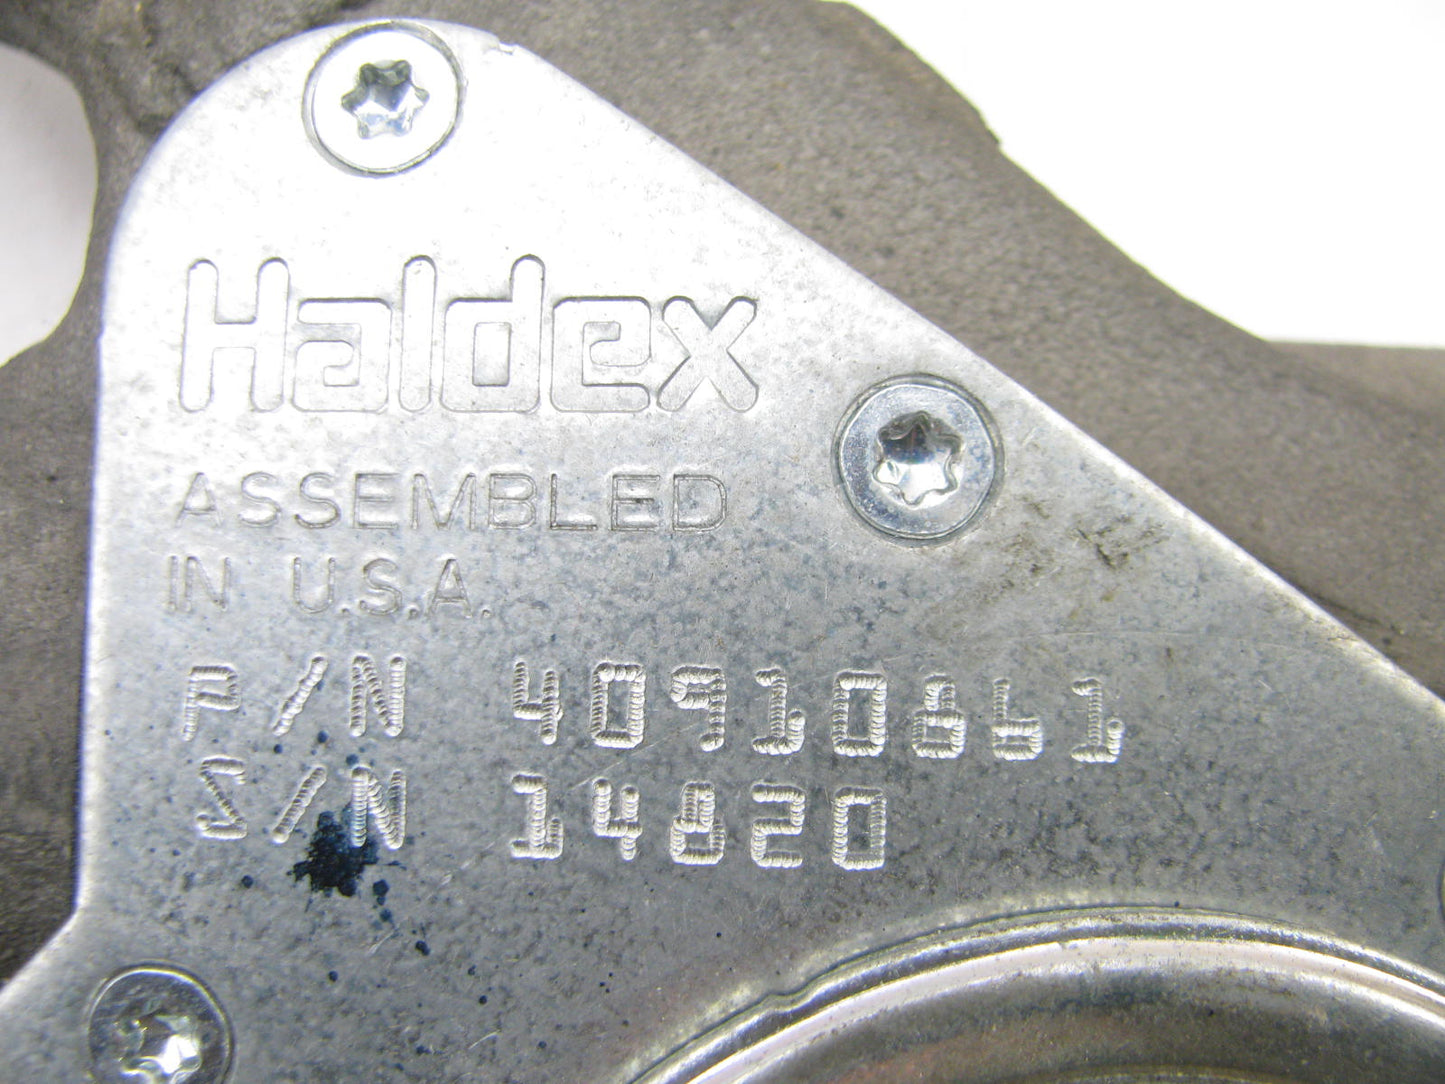 Haldex
ASSEMBLED
IN U.S.A.
P/N 40910861
S/N 14820